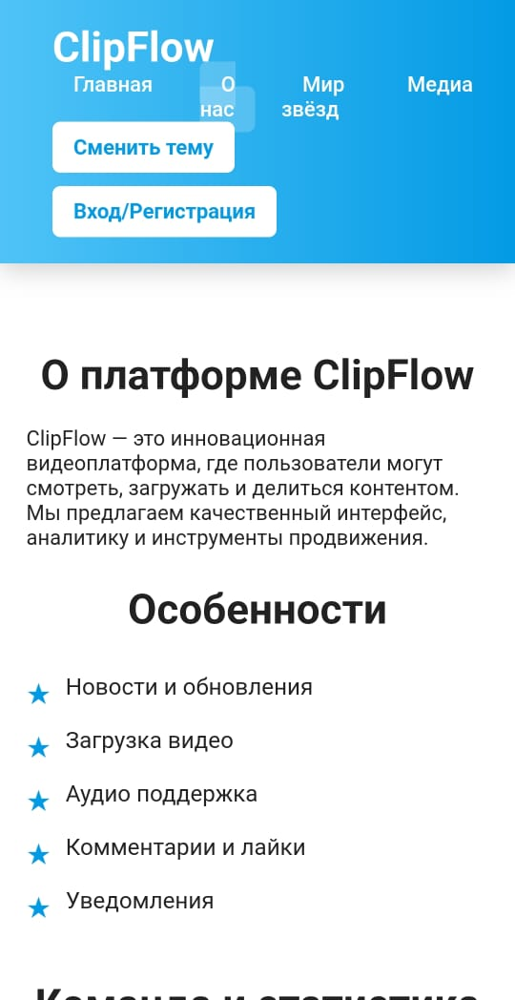 ClipFlow
Главная О Мир Медиа
нас звёзд
Сменить тему
Вход/Регистрация
О платформе ClipFlow
ClipFlow — это инновационная
видеоплатформа, где пользователи могут
смотреть, загружать и делиться контентом.
Мы предлагаем качественный интерфейс,
аналитику и инструменты продвижения.
Особенности
Новости и обновления
Загрузка видео
Аудио поддержка
Комментарии и лайки
Уведомления
Команда и статистика